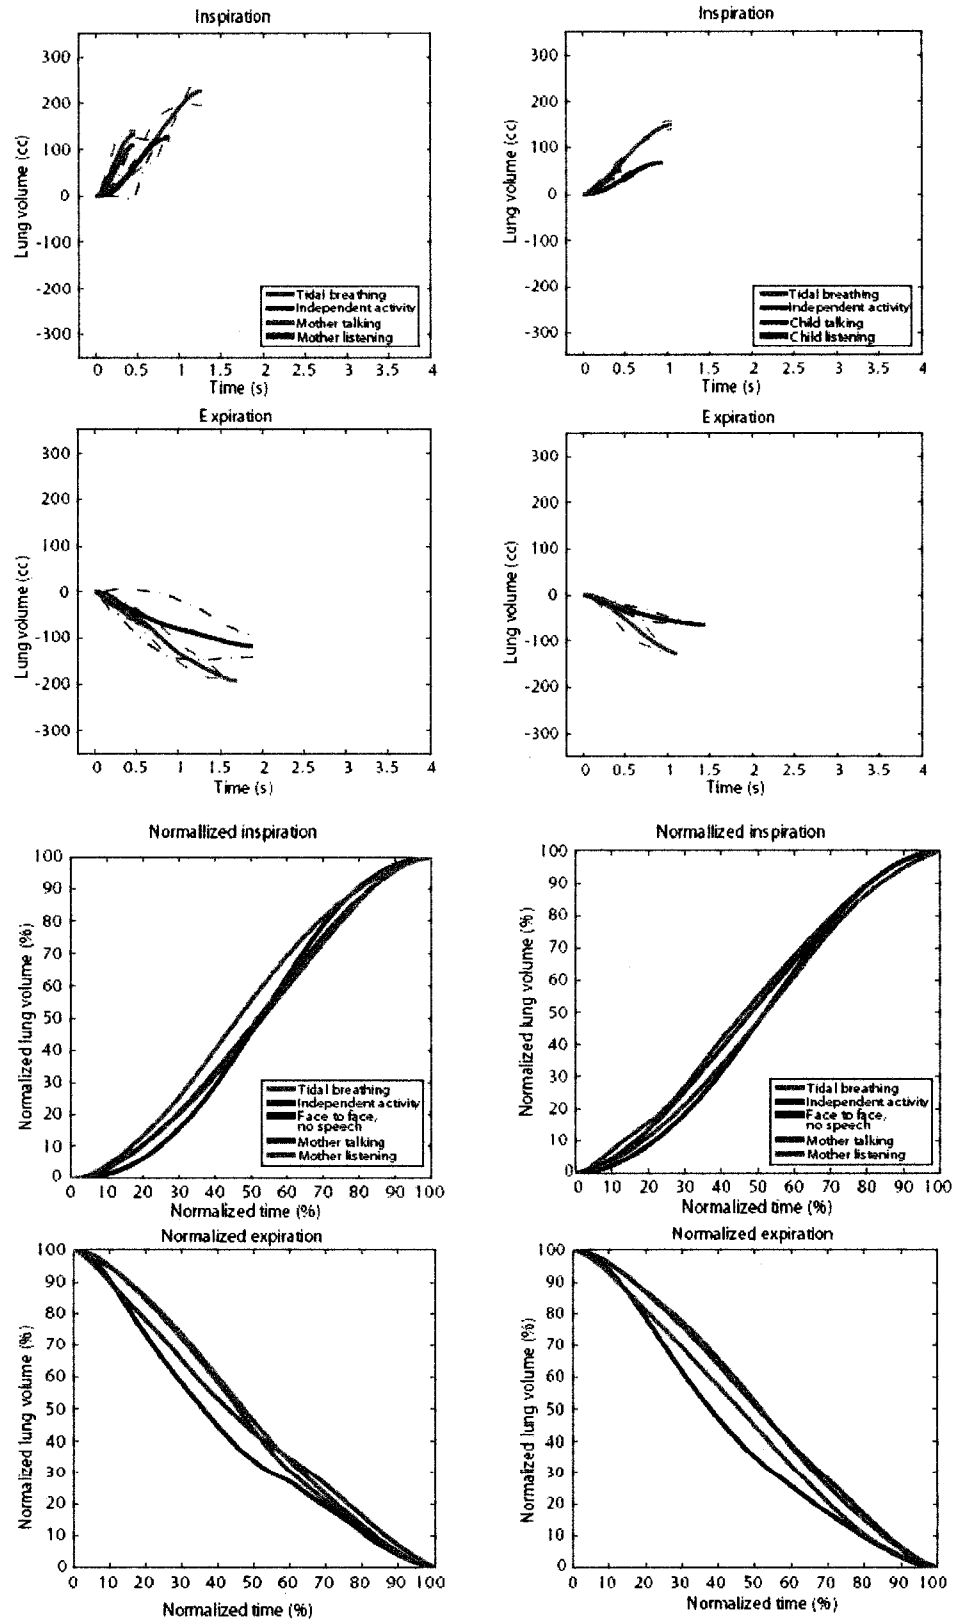 Inspiration
300
200
100
0
-100
-200
-300
Lung volume (cc)
Tidal breathing
Independent activity
Mother talking
Mother listening
0 0.5 1 1.5 2 2.5 3 3.5 4
Time (s)
Inspiration
300
200
100
0
-100
-200
-300
Lung volume (cc)
Tidal breathing
Independent activity
Child talking
Child listening
0 0.5 1 1.5 2 2.5 3 3.5 4
Time (s)
Expiration
300
200
100
0
-100
-200
-300
Lung volume (cc)
0 0.5 1 1.5 2 2.5 3 3.5 4
Time (s)
Expiration
300
200
100
0
-100
-200
-300
Lung volume (cc)
0 0.5 1 1.5 2 2.5 3 3.5 4
Time (s)
Normallized inspiration
100
90
80
70
60
50
40
30
20
10
0
Normalized lung volume (%)
Tidal breathing
Independent activity
Face to face,
no speech
Mother talking
Mother listening
0 10 20 30 40 50 60 70 80 90 100
Normalized time (%)
Normallized inspiration
100
90
80
70
60
50
40
30
20
10
0
Normalized lung volume (%)
Tidal breathing
Independent activity
Face to face,
no speech
Mother talking
Mother listening
0 10 20 30 40 50 60 70 80 90 100
Normalized time (%)
Normalized expiration
100
90
80
70
60
50
40
30
20
10
0
Normalized lung volume (%)
0 10 20 30 40 50 60 70 80 90 100
Normalized time (%)
Normalized expiration
100
90
80
70
60
50
40
30
20
10
0
Normalized lung volume (%)
0 10 20 30 40 50 60 70 80 90 100
Normalized time (%)